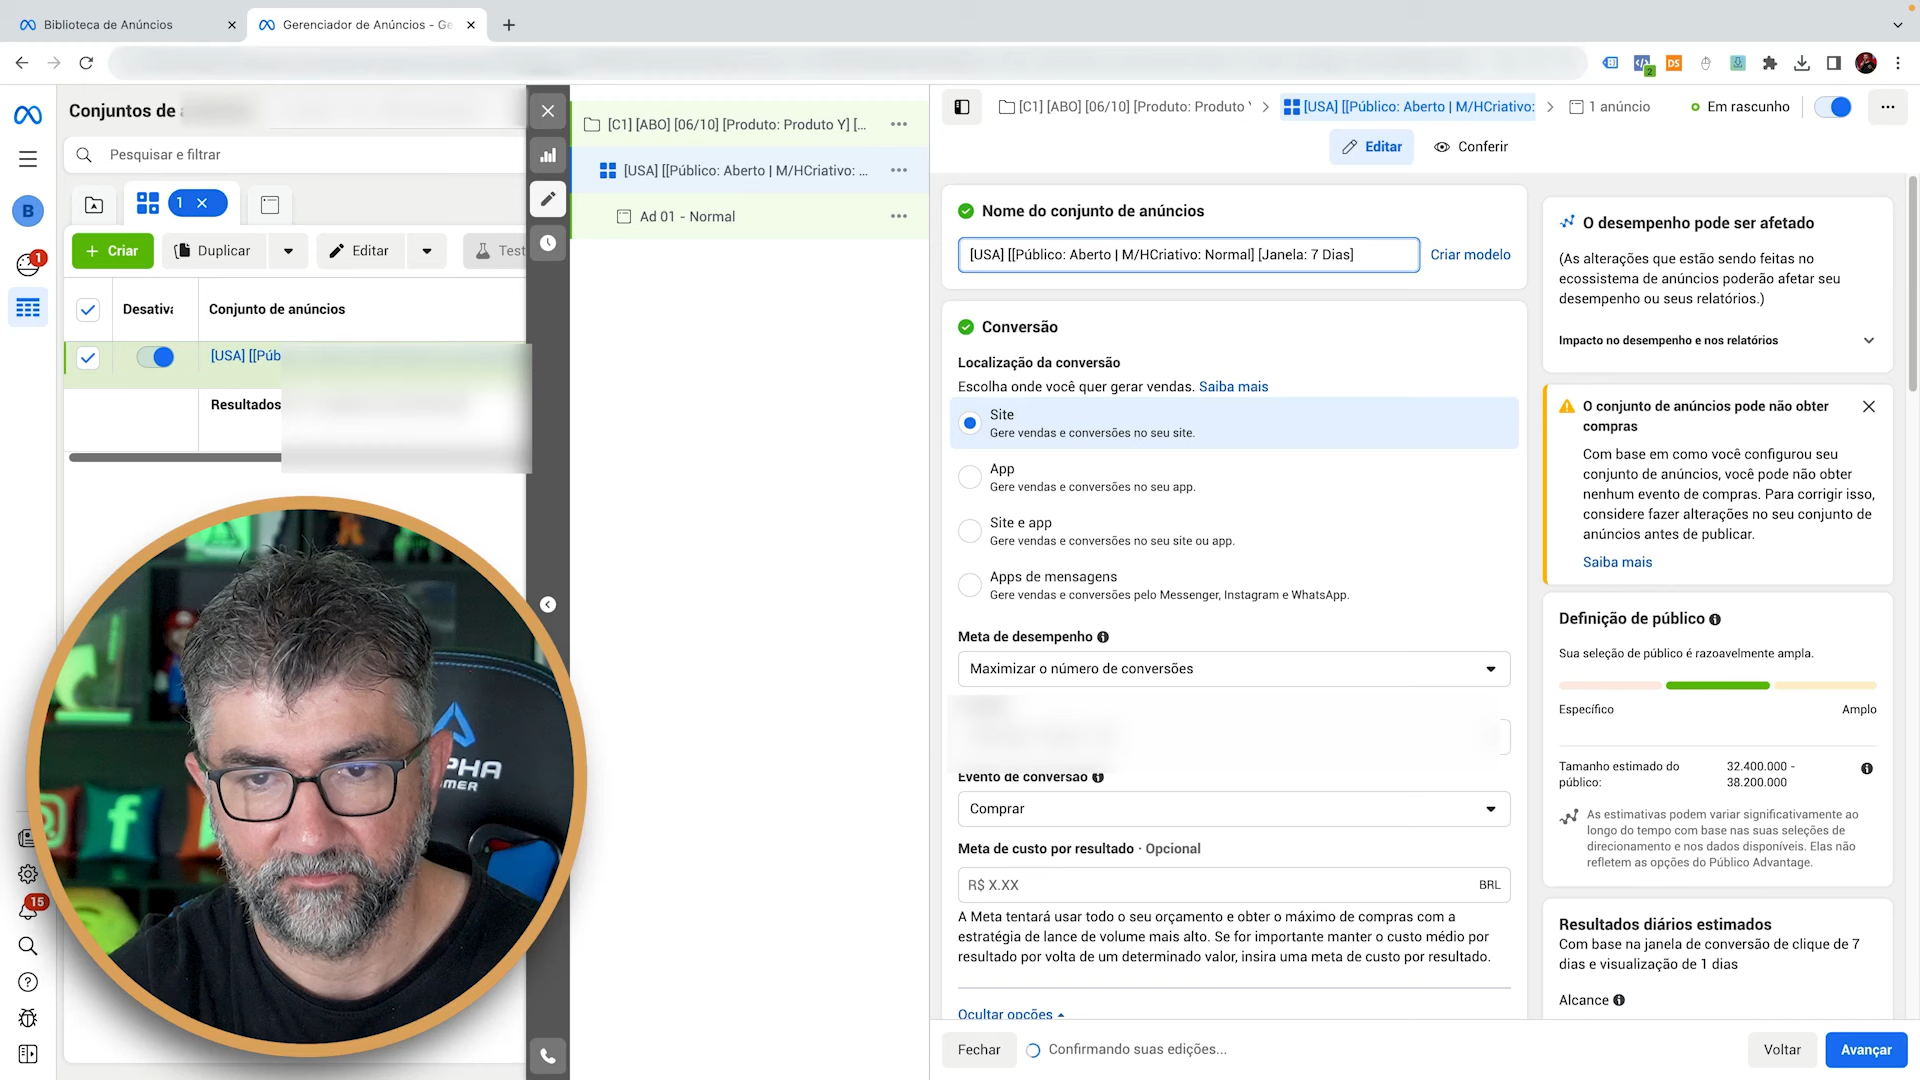 Biblioteca de Anúncios
Gerenciador de Anúncios - Ge
2
DS
Conjuntos de
Pesquisar e filtrar
1
B
1
Criar
Duplicar
Editar
Test
Desativa
Conjunto de anúncios
[USA] [[Púb
Resultados
15
PHA
GAMER
[C1] [ABO] [06/10] [Produto: Produto Y] [...
[USA] [[Público: Aberto | M/HCriativo: ...
Ad 01 - Normal
[C1] [ABO] [06/10] [Produto: Produto Y
[USA] [[Público: Aberto | M/HCriativo:
1 anúncio
Em rascunho
Editar
Conferir
Nome do conjunto de anúncios
[USA] [[Público: Aberto | M/HCriativo: Normal] [Janela: 7 Dias]
Criar modelo
Conversão
Localização da conversão
Escolha onde você quer gerar vendas. Saiba mais
Site
Gere vendas e conversões no seu site.
App
Gere vendas e conversões no seu app.
Site e app
Gere vendas e conversões no seu site ou app.
Apps de mensagens
Gere vendas e conversões pelo Messenger, Instagram e WhatsApp.
Meta de desempenho
Maximizar o número de conversões
Evento de conversão
Comprar
Meta de custo por resultado · Opcional
R$ X.XX
BRL
A Meta tentará usar todo o seu orçamento e obter o máximo de compras com a
estratégia de lance de volume mais alto. Se for importante manter o custo médio por
resultado por volta de um determinado valor, insira uma meta de custo por resultado.
Ocultar opções
Fechar
Confirmando suas edições...
Voltar
Avançar
O desempenho pode ser afetado
(As alterações que estão sendo feitas no
ecossistema de anúncios poderão afetar seu
desempenho ou seus relatórios.)
Impacto no desempenho e nos relatórios
O conjunto de anúncios pode não obter
compras
Com base em como você configurou seu
conjunto de anúncios, você pode não obter
nenhum evento de compras. Para corrigir isso,
considere fazer alterações no seu conjunto de
anúncios antes de publicar.
Saiba mais
Definição de público
Sua seleção de público é razoavelmente ampla.
Específico
Amplo
Tamanho estimado do
público:
32.400.000 -
38.200.000
As estimativas podem variar significativamente ao
longo do tempo com base nas suas seleções de
direcionamento e nos dados disponíveis. Elas não
refletem as opções do Público Advantage.
Resultados diários estimados
Com base na janela de conversão de clique de 7
dias e visualização de 1 dias
Alcance